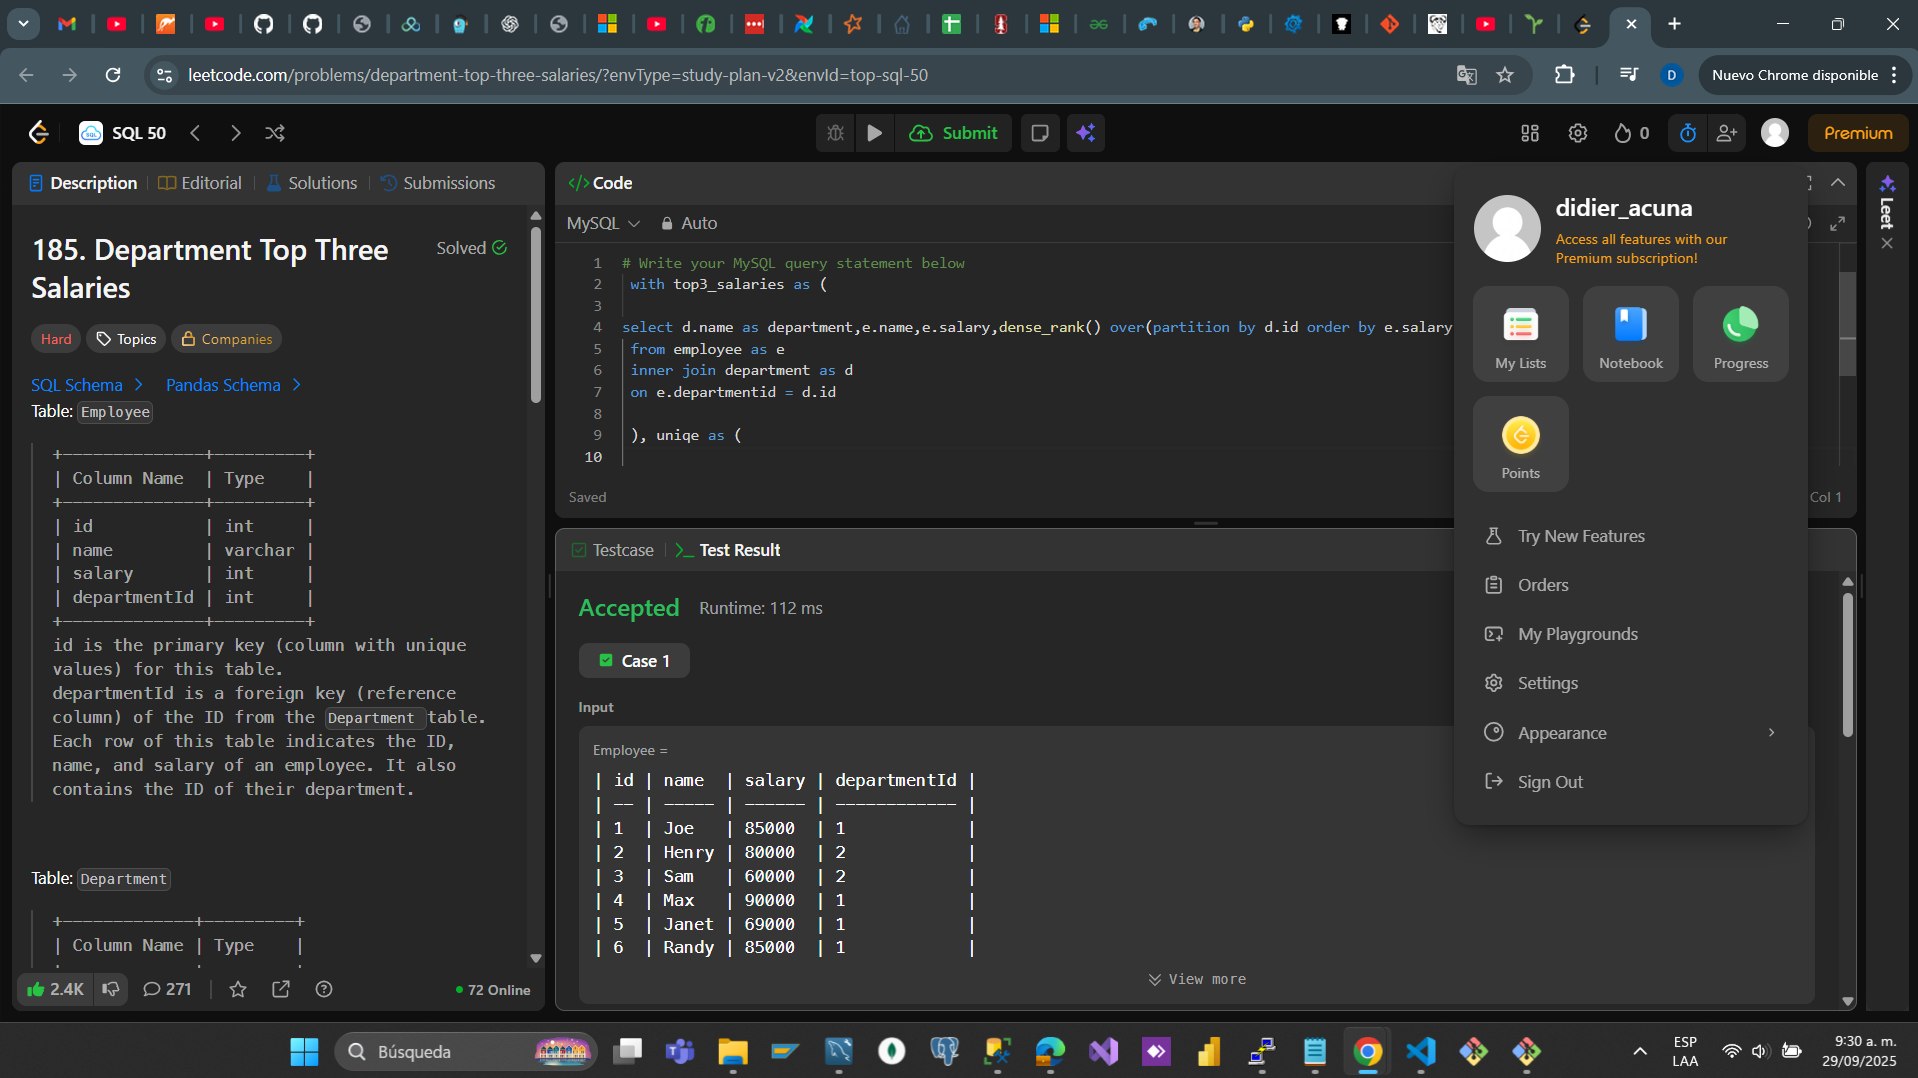 leetcode.com/problems/department-top-three-salaries/?envType=study-plan-v2&envId=top-sql-50
D
Nuevo Chrome disponible
SQL 50
Submit
0
Premium
Description
Editorial
Solutions
Submissions
185. Department Top Three
Salaries
Solved
Hard
Topics
Companies
SQL Schema
Pandas Schema
Table: Employee
+--------------+---------+
| Column Name  | Type    |
+--------------+---------+
| id           | int     |
| name         | varchar |
| salary       | int     |
| departmentId | int     |
+--------------+---------+
id is the primary key (column with unique
values) for this table.
departmentId is a foreign key (reference
column) of the ID from the Department table.
Each row of this table indicates the ID,
name, and salary of an employee. It also
contains the ID of their department.
Table: Department
+-------------+---------+
| Column Name | Type    |
2.4K
271
72 Online
</> Code
MySQL
Auto
1 # Write your MySQL query statement below
2 with top3_salaries as (
3
4 select d.name as department,e.name,e.salary,dense_rank() over(partition by d.id order by e.salary
5 from employee as e
6 inner join department as d
7 on e.departmentid = d.id
8
9 ), uniqe as (
10
Saved
Col 1
Testcase
Test Result
Accepted
Runtime: 112 ms
Case 1
Input
Employee =
| id | name  | salary | departmentId |
| -- | ----- | ------ | ------------ |
| 1  | Joe   | 85000  | 1            |
| 2  | Henry | 80000  | 2            |
| 3  | Sam   | 60000  | 2            |
| 4  | Max   | 90000  | 1            |
| 5  | Janet | 69000  | 1            |
| 6  | Randy | 85000  | 1            |
View more
didier_acuna
Access all features with our
Premium subscription!
My Lists
Notebook
Progress
Points
Try New Features
Orders
My Playgrounds
Settings
Appearance
Sign Out
Leet
Búsqueda
ESP
LAA
9:30 a. m.
29/09/2025